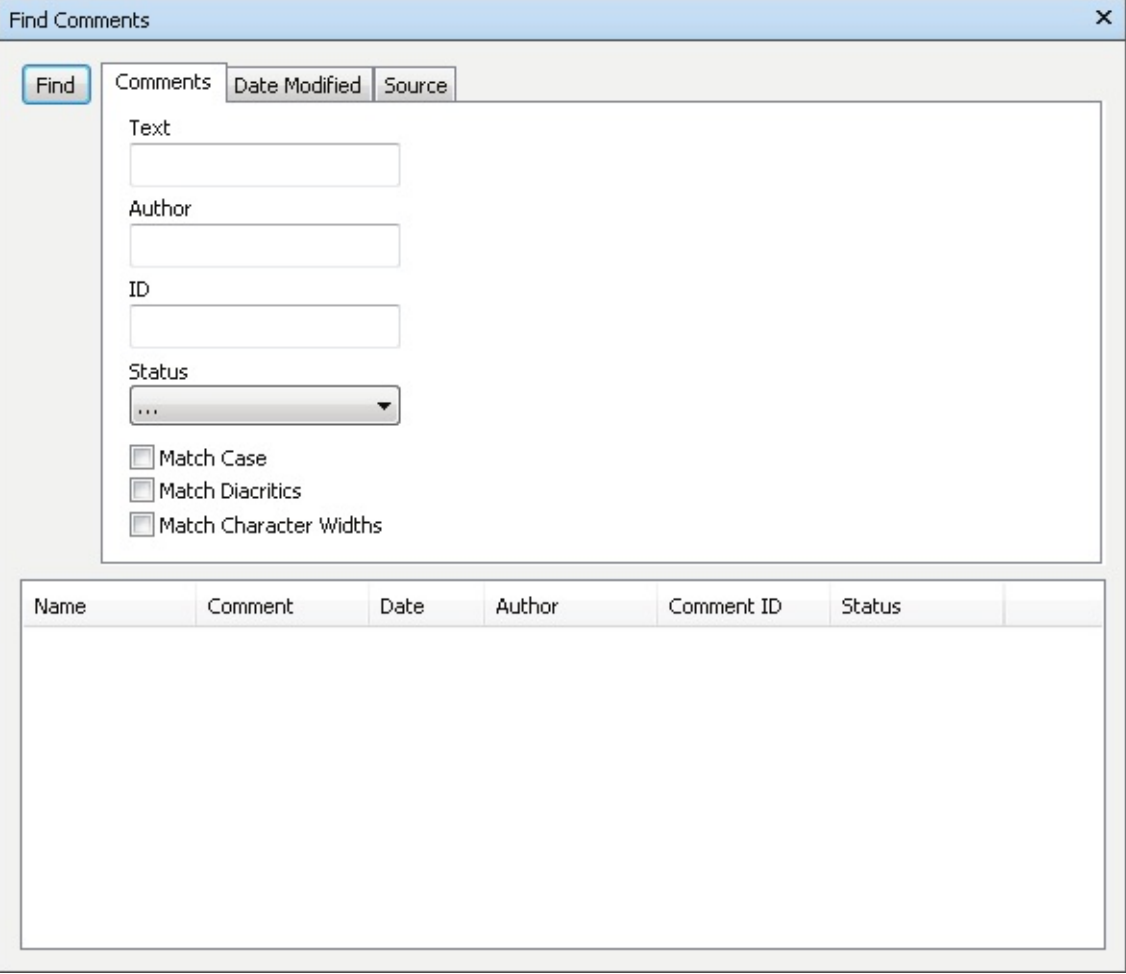 Find Comments
Find Comments Date Modified Source
Text
Author
ID
Status
...
Match Case
Match Diacritics
Match Character Widths
Name Comment Date Author Comment ID Status